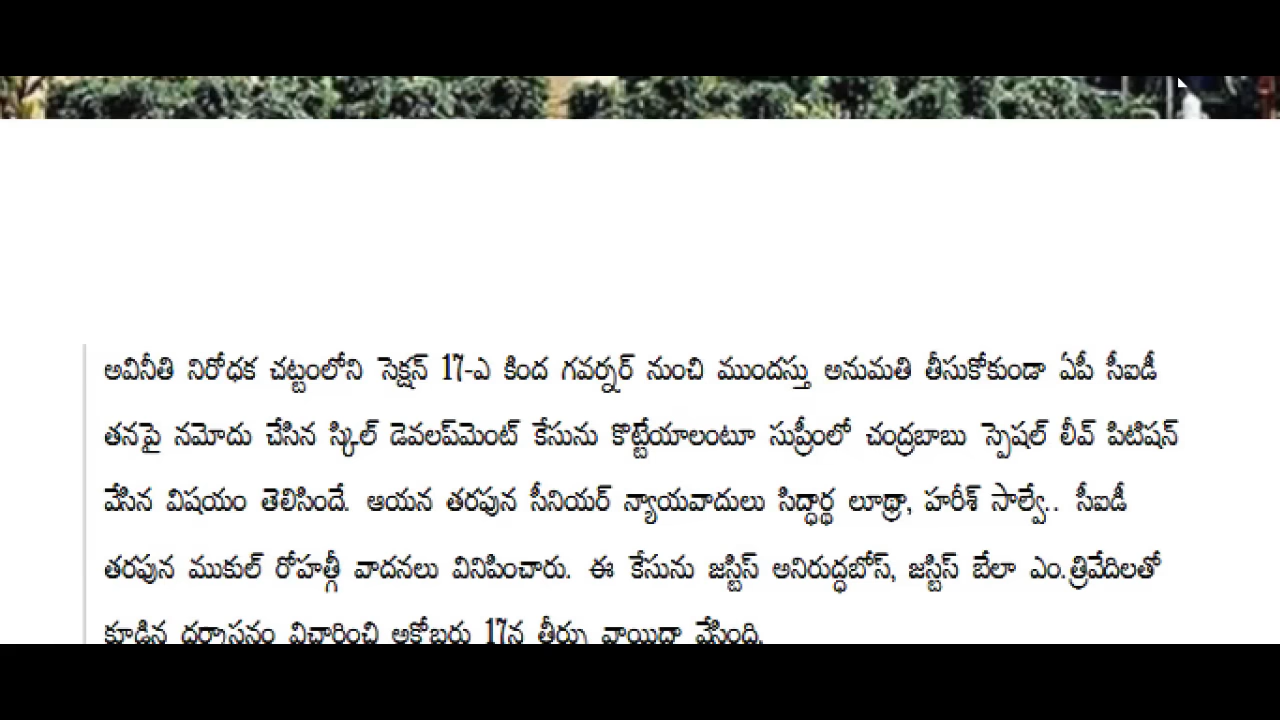 అవినీతి నిరోధక చట్టంలోని సెక్షన్ 17-ఎ కింద గవర్నర్ నుంచి ముందస్తు అనుమతి తీసుకోకుండా ఏపీ సీఐడీ
తనపై నమోదు చేసిన స్కిల్ డెవలప్‌మెంట్ కేసును కొట్టేయాలంటూ సుప్రీంలో చంద్రబాబు స్పెషల్ లీవ్ పిటిషన్
వేసిన విషయం తెలిసిందే. ఆయన తరపున సీనియర్ న్యాయవాదులు సిద్ధార్థ లూథ్రా, హరీశ్ సాల్వే.. సీఐడీ
తరపున ముకుల్ రోహత్గీ వాదనలు వినిపించారు. ఈ కేసును జస్టిస్ అనిరుద్ధబోస్, జస్టిస్ బేలా ఎం.త్రివేదిలతో
కూడిన ధర్మాసనం విచారించి అక్టోబరు 17న తీర్పు వాయిదా వేసింది.